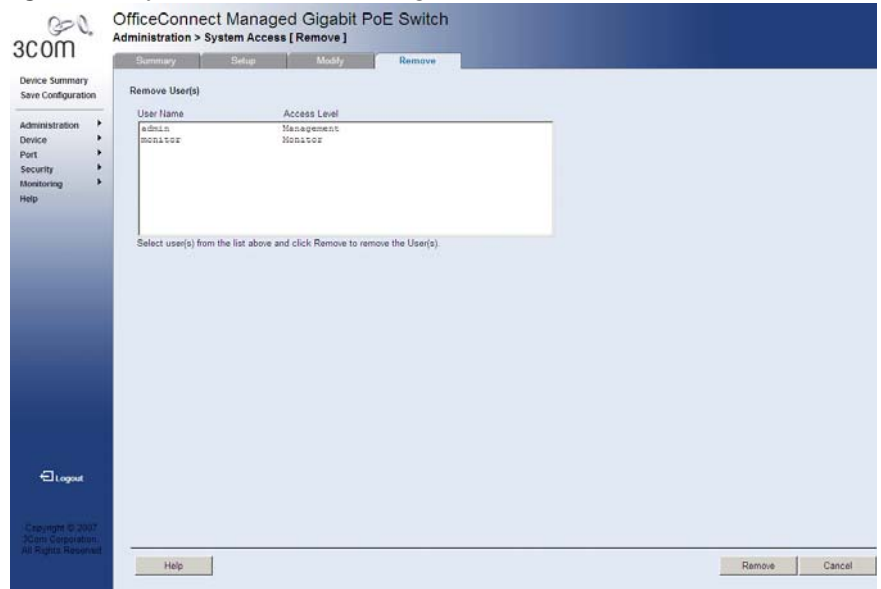 OfficeConnect Managed Gigabit PoE Switch
Administration > System Access [ Remove ]
3COM
Summary Setup Modify Remove
Device Summary
Save Configuration
Administration
Device
Port
Security
Monitoring
Help
Remove User(s)
User Name Access Level
admin Management
monitor Monitor
Select user(s) from the list above and click Remove to remove the User(s).
Logout
Copyright © 2007
3Com Corporation.
All Rights Reserved
Help Remove Cancel